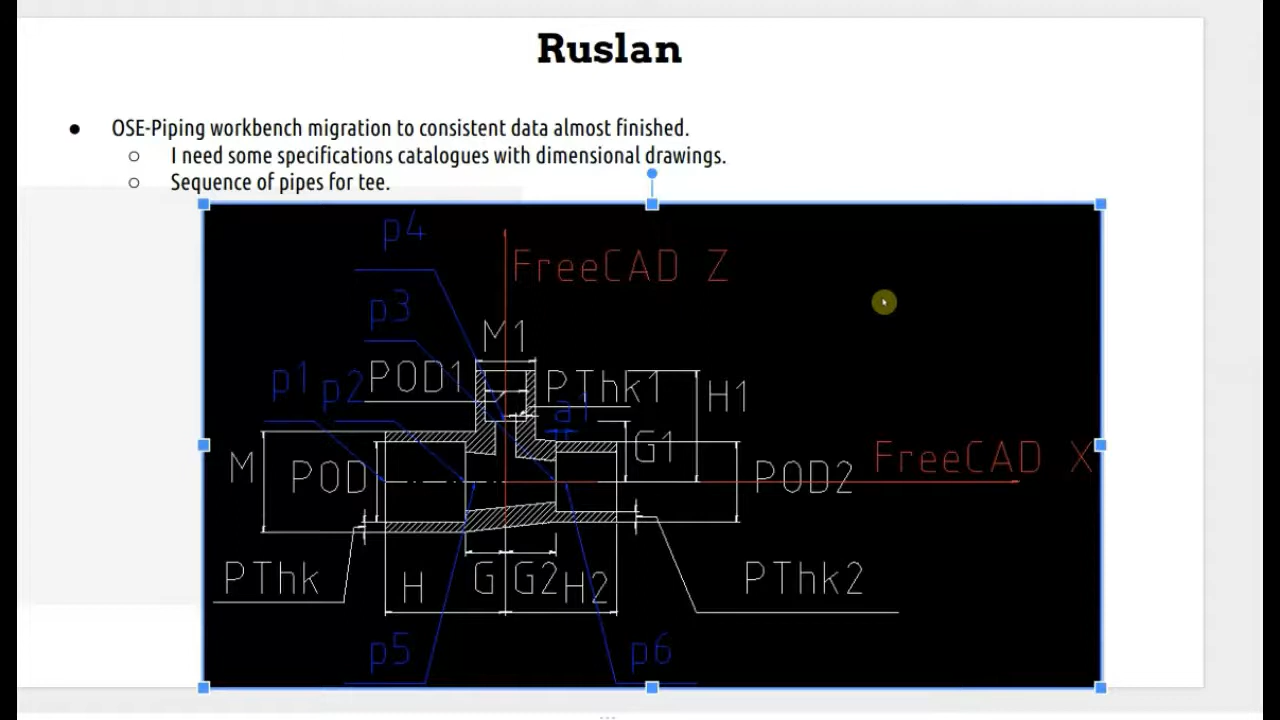 Ruslan
● OSE-Piping workbench migration to consistent data almost finished.
○ I need some specifications catalogues with dimensional drawings.
○ Sequence of pipes for tee.
p4
FreeCAD Z
p3
M1
p1 p2 POD1 PThk1 H1
a1
M POD G1 POD2 FreeCAD X
PThk H G G2 H2 PThk2
p5 p6